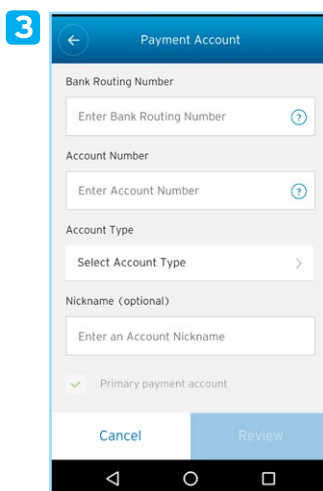 3
Payment Account
Bank Routing Number
Enter Bank Routing Number ?
Account Number
Enter Account Number ?
Account Type
Select Account Type
Nickname (optional)
Enter an Account Nickname
Primary payment account
Cancel Review